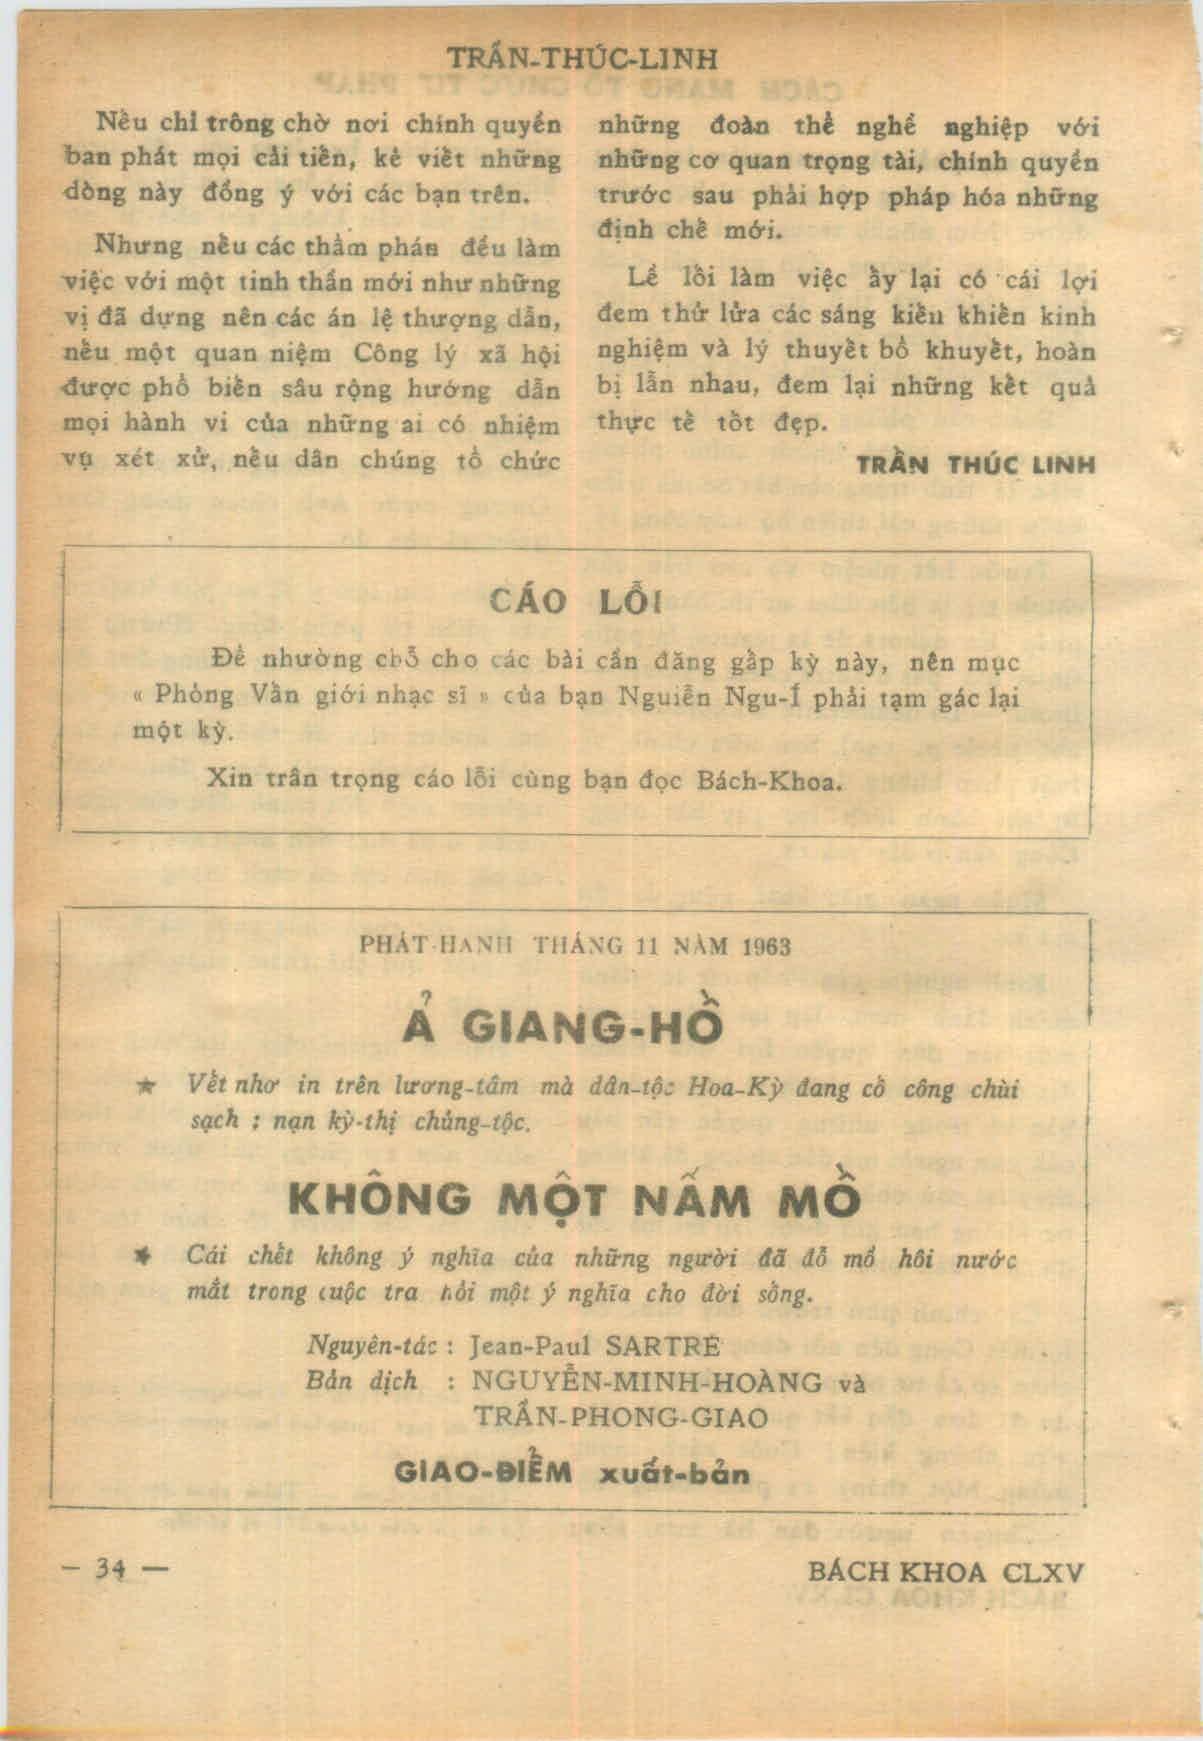 TRẦN-THÚC-LINH
Nếu chỉ trông chờ nơi chính quyền
ban phát mọi cải tiến, kẻ viết những
dòng này đồng ý với các bạn trên.
Nhưng nếu các thẩm phán đều làm
việc với một tinh thần mới như những
vị đã dựng nên các án lệ thượng dẫn,
nếu một quan niệm Công lý xã hội
được phổ biến sâu rộng hướng dẫn
mọi hành vi của những ai có nhiệm
vụ xét xử, nếu dân chúng tổ chức
những đoàn thể nghề nghiệp với
những cơ quan trọng tài, chính quyền
trước sau phải hợp pháp hóa những
định chế mới.
Lề lối làm việc ấy lại có cái lợi
đem thử lửa các sáng kiến khiến kinh
nghiệm và lý thuyết bổ khuyết, hoàn
bị lẫn nhau, đem lại những kết quả
thực tế tốt đẹp.
TRẦN THÚC LINH
CÁO LỖI
Để nhường chỗ cho các bài cần đăng gấp kỳ này, nên mục
« Phỏng Vấn giới nhạc sĩ » của bạn Nguiễn Ngu-Í phải tạm gác lại
một kỳ.
Xin trân trọng cáo lỗi cùng bạn đọc Bách-Khoa.
PHÁT-HÀNH THÁNG 11 NĂM 1963
Ả GIANG-HỒ
★ Vết nhơ in trên lương-tâm mà dân-tộc Hoa-Kỳ đang cố công chùi
sạch : nạn kỳ-thị chủng-tộc.
KHÔNG MỘT NẤM MỒ
★ Cái chết không ý nghĩa của những người đã đổ mồ hôi nước
mắt trong cuộc tra hỏi một ý nghĩa cho đời sống.
Nguyên-tác : Jean-Paul SARTRE
Bản dịch : NGUYỄN-MINH-HOÀNG và
TRẦN-PHONG-GIAO
GIAO-ĐIỂM xuất-bản
— 34 —
BÁCH KHOA CLXV